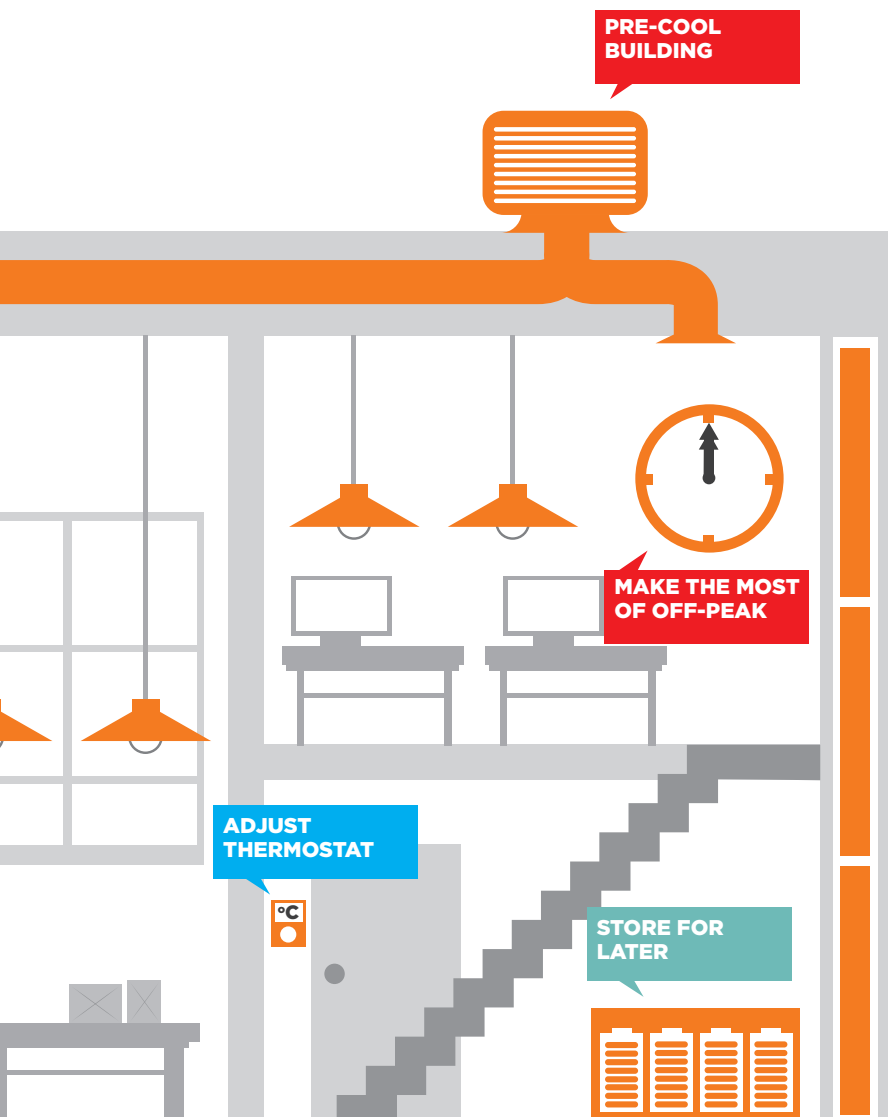 PRE-COOL
BUILDING
MAKE THE MOST
OF OFF-PEAK
ADJUST
THERMOSTAT
°C
STORE FOR
LATER